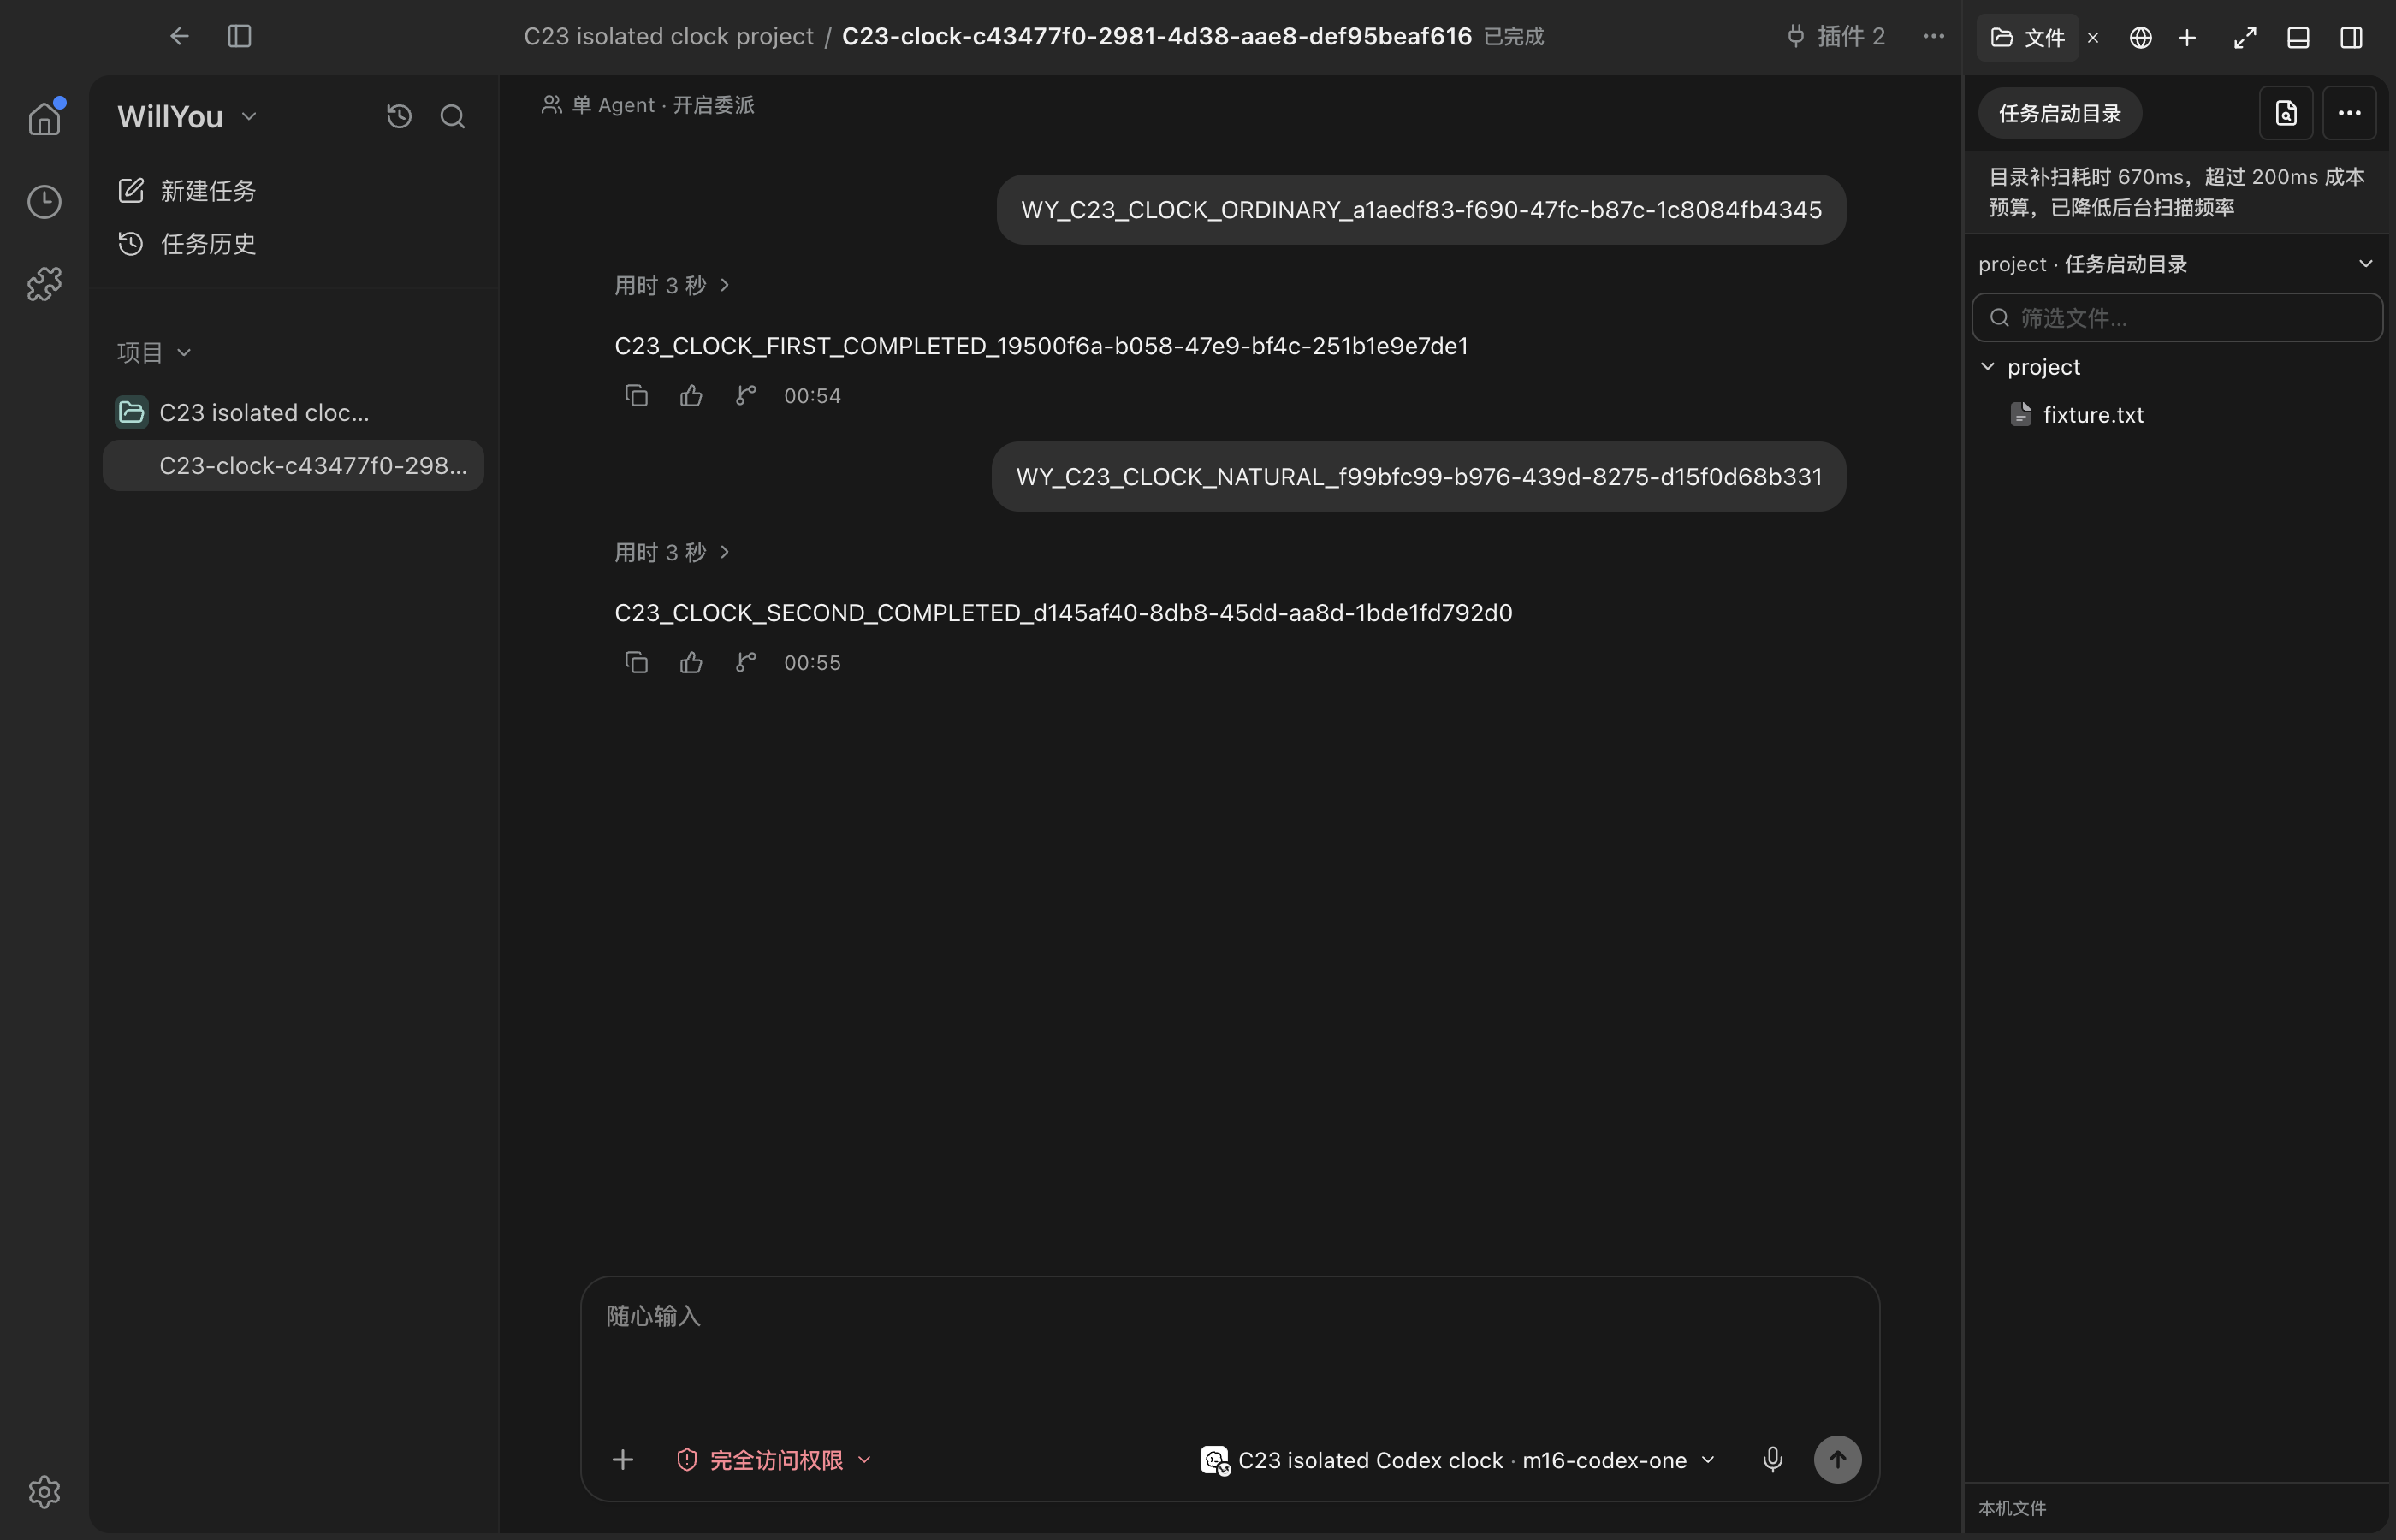 C23 isolated clock project / C23-clock-c43477f0-2981-4d38-aae8-def95beaf616 已完成
插件 2
文件
WillYou
新建任务
任务历史
项目
C23 isolated cloc...
C23-clock-c43477f0-298...
单 Agent · 开启委派
WY_C23_CLOCK_ORDINARY_a1aedf83-f690-47fc-b87c-1c8084fb4345
用时 3 秒
C23_CLOCK_FIRST_COMPLETED_19500f6a-b058-47e9-bf4c-251b1e9e7de1
00:54
WY_C23_CLOCK_NATURAL_f99bfc99-b976-439d-8275-d15f0d68b331
用时 3 秒
C23_CLOCK_SECOND_COMPLETED_d145af40-8db8-45dd-aa8d-1bde1fd792d0
00:55
随心输入
完全访问权限
C23 isolated Codex clock · m16-codex-one
任务启动目录
目录补扫耗时 670ms，超过 200ms 成本
预算，已降低后台扫描频率
project · 任务启动目录
筛选文件...
project
fixture.txt
本机文件